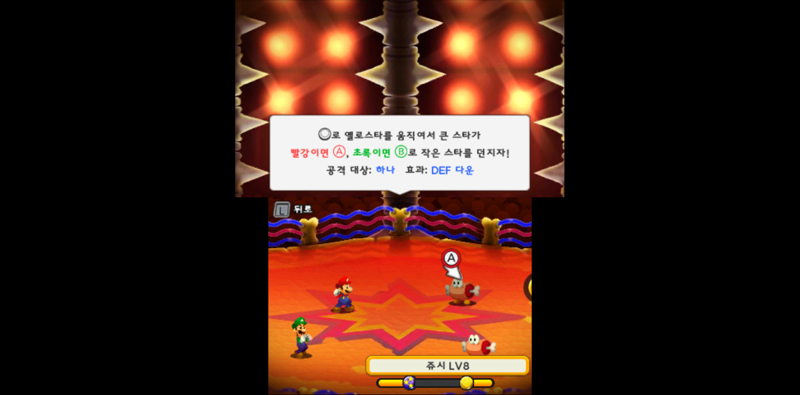 로 옐로스타를 움직여서 큰 스타가
빨강이면 Ⓐ, 초록이면 Ⓑ로 작은 스타를 던지자!
공격 대상: 하나 효과: DEF 다운
L 뒤로
A
쥬시 LV8